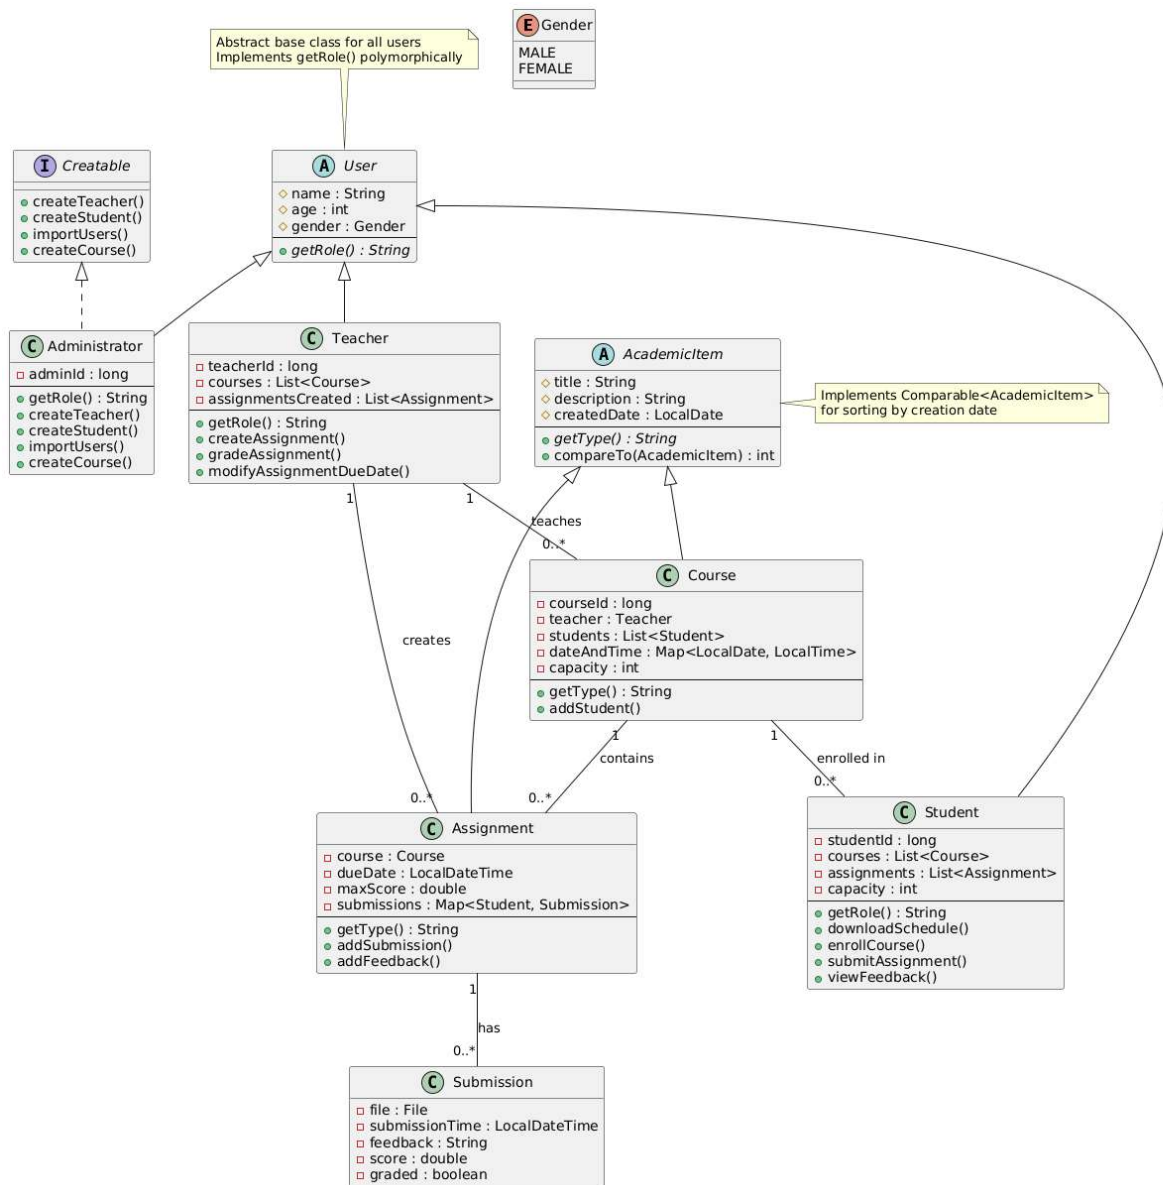 Abstract base class for all users
Implements getRole() polymorphically
E Gender
MALE
FEMALE
I Creatable
createTeacher()
createStudent()
importUsers()
createCourse()
A User
name : String
age : int
gender : Gender
getRole() : String
C Administrator
adminId : long
getRole() : String
createTeacher()
createStudent()
importUsers()
createCourse()
C Teacher
teacherId : long
courses : List<Course>
assignmentsCreated : List<Assignment>
getRole() : String
createAssignment()
gradeAssignment()
modifyAssignmentDueDate()
A AcademicItem
title : String
description : String
createdDate : LocalDate
getType() : String
compareTo(AcademicItem) : int
Implements Comparable<AcademicItem>
for sorting by creation date
1
1
teaches
0..*
C Course
courseId : long
teacher : Teacher
students : List<Student>
dateAndTime : Map<LocalDate, LocalTime>
capacity : int
getType() : String
addStudent()
creates
1
1
contains
enrolled in
0..*
0..*
0..*
C Assignment
course : Course
dueDate : LocalDateTime
maxScore : double
submissions : Map<Student, Submission>
getType() : String
addSubmission()
addFeedback()
C Student
studentId : long
courses : List<Course>
assignments : List<Assignment>
capacity : int
getRole() : String
downloadSchedule()
enrollCourse()
submitAssignment()
viewFeedback()
1
has
0..*
C Submission
file : File
submissionTime : LocalDateTime
feedback : String
score : double
graded : boolean